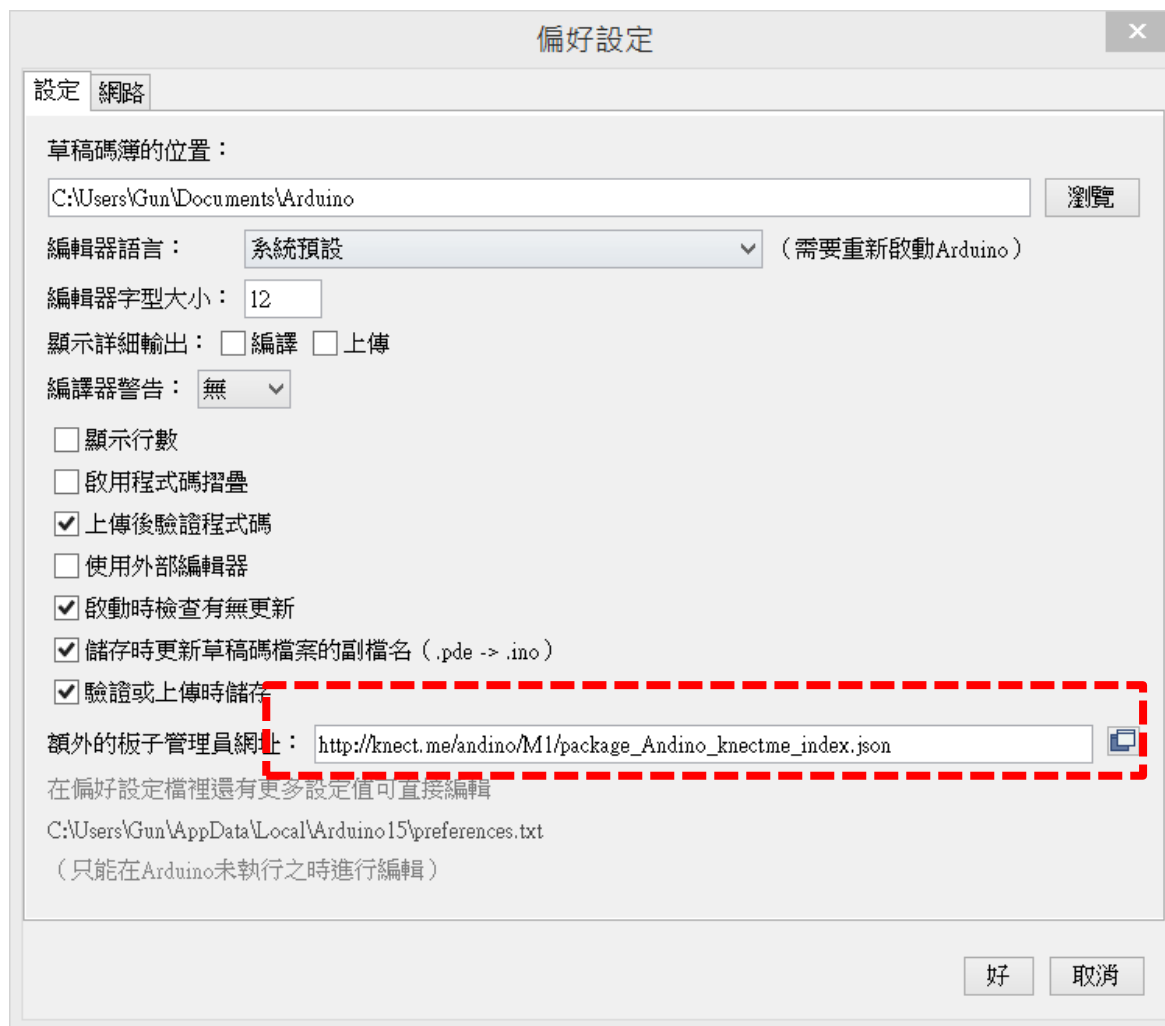 偏好設定
設定 網路
草稿碼簿的位置：
C:\Users\Gun\Documents\Arduino 瀏覽
編輯器語言： 系統預設 （需要重新啟動Arduino）
編輯器字型大小： 12
顯示詳細輸出： 編譯 上傳
編譯器警告： 無
顯示行數
啟用程式碼摺疊
上傳後驗證程式碼
使用外部編輯器
啟動時檢查有無更新
儲存時更新草稿碼檔案的副檔名（.pde -> .ino）
驗證或上傳時儲存
額外的板子管理員網址： http://knect.me/andino/M1/package_Andino_knectme_index.json
在偏好設定檔裡還有更多設定值可直接編輯
C:\Users\Gun\AppData\Local\Arduino15\preferences.txt
（只能在Arduino未執行之時進行編輯）
好 取消